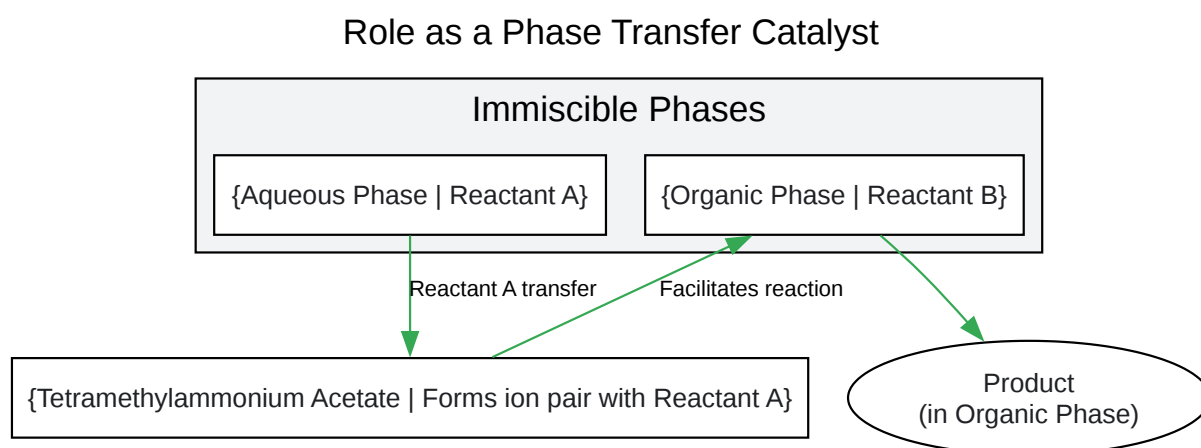 Role as a Phase Transfer Catalyst
Immiscible Phases
{Aqueous Phase | Reactant A}
{Organic Phase | Reactant B}
Reactant A transfer
Facilitates reaction
{Tetramethylammonium Acetate | Forms ion pair with Reactant A}
Product
(in Organic Phase)